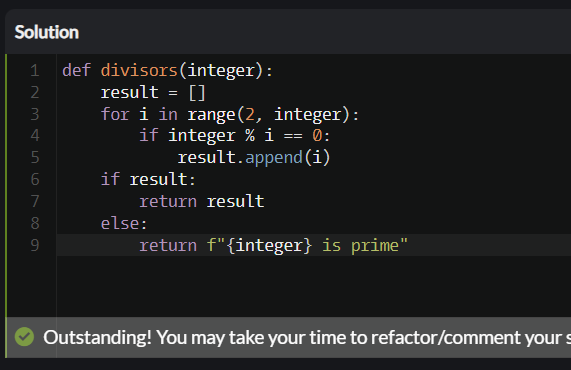 Solution
1 def divisors(integer):
2     result = []
3     for i in range(2, integer):
4         if integer % i == 0:
5             result.append(i)
6     if result:
7         return result
8     else:
9         return f"{integer} is prime"
Outstanding! You may take your time to refactor/comment your